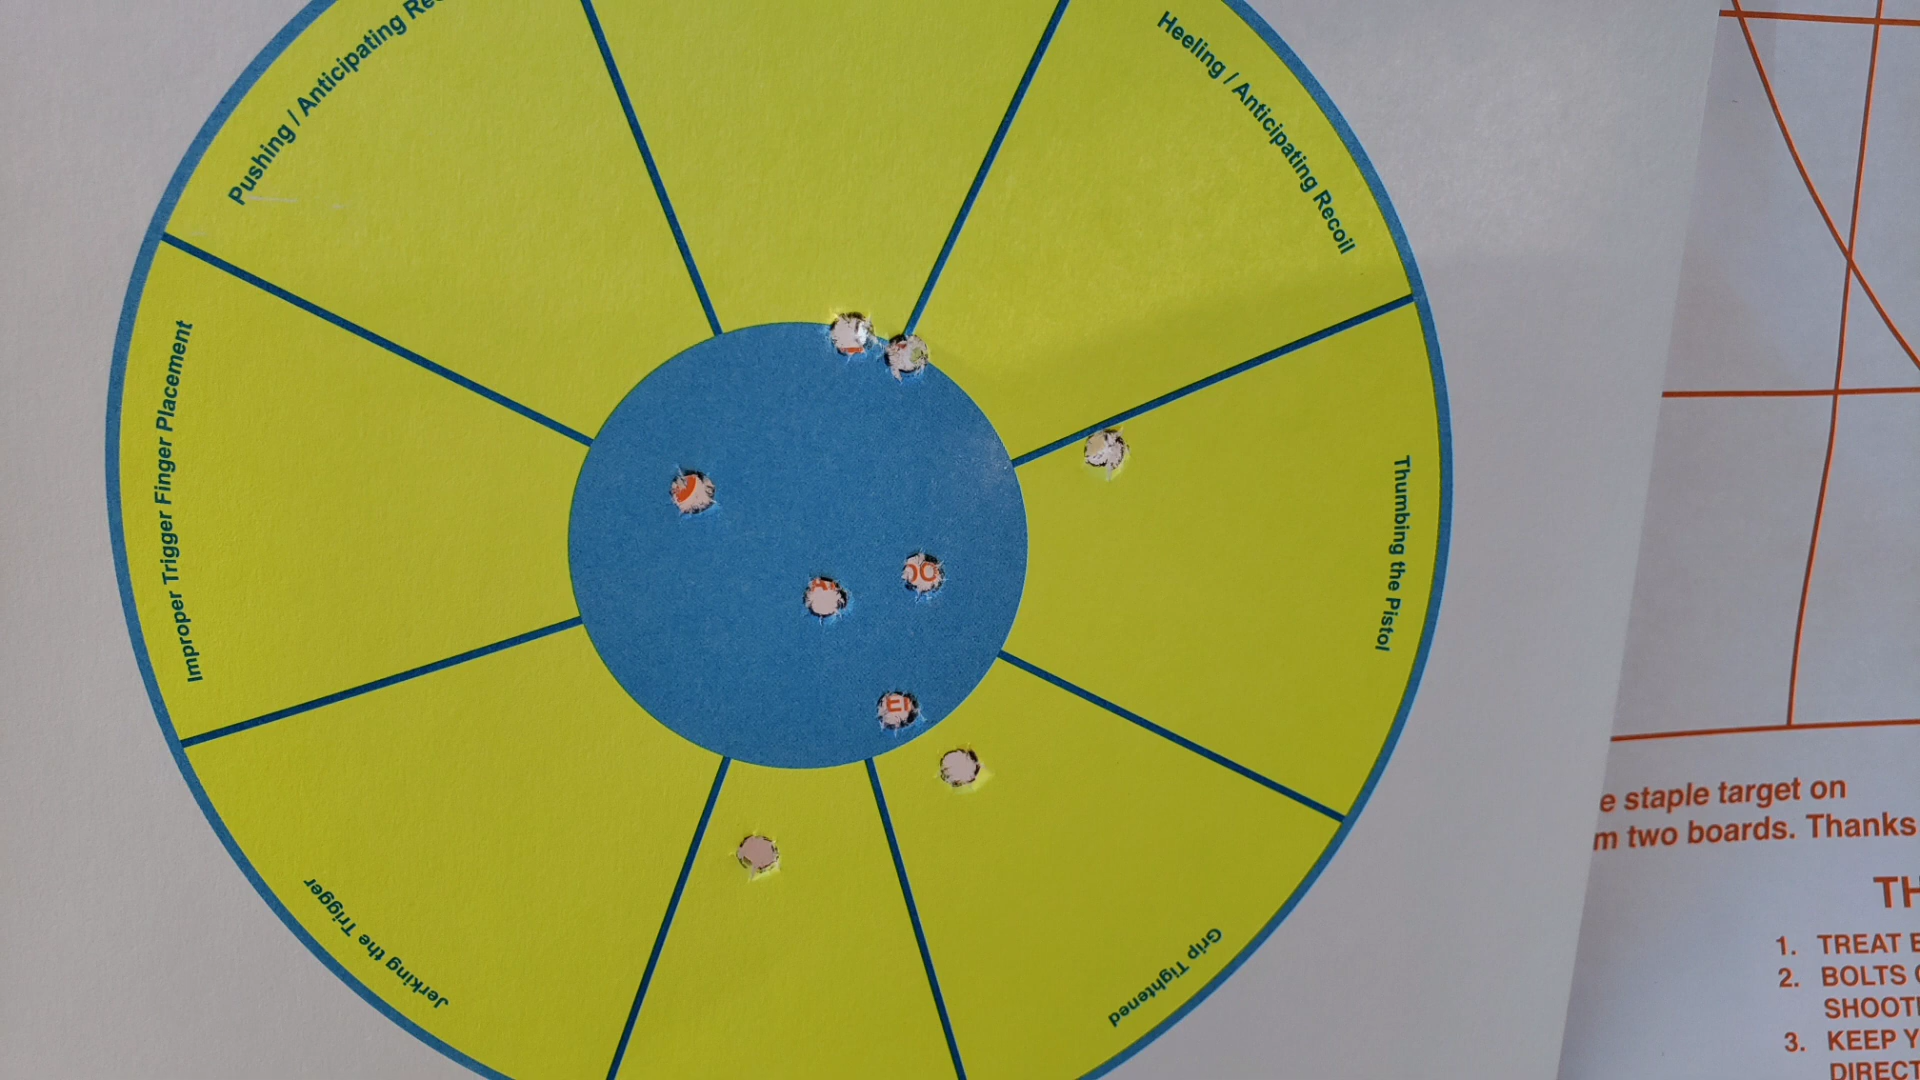 Pushing / Anticipating
Heeling / Anticipating Recoil
Improper Trigger Finger Placement
Thumbing the Pistol
Jerking the Trigger
Grip Tightened
staple target on
two boards. Thanks
1. TREAT
2. BOLTS
3. KEEP